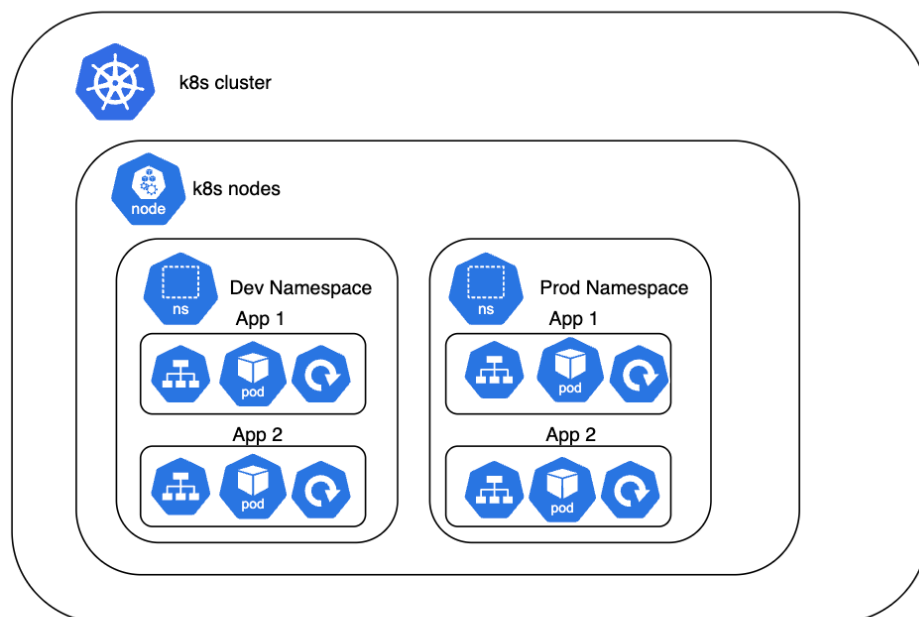 k8s cluster
k8s nodes
node
Dev Namespace
ns
App 1
pod
App 2
pod
Prod Namespace
ns
App 1
pod
App 2
pod